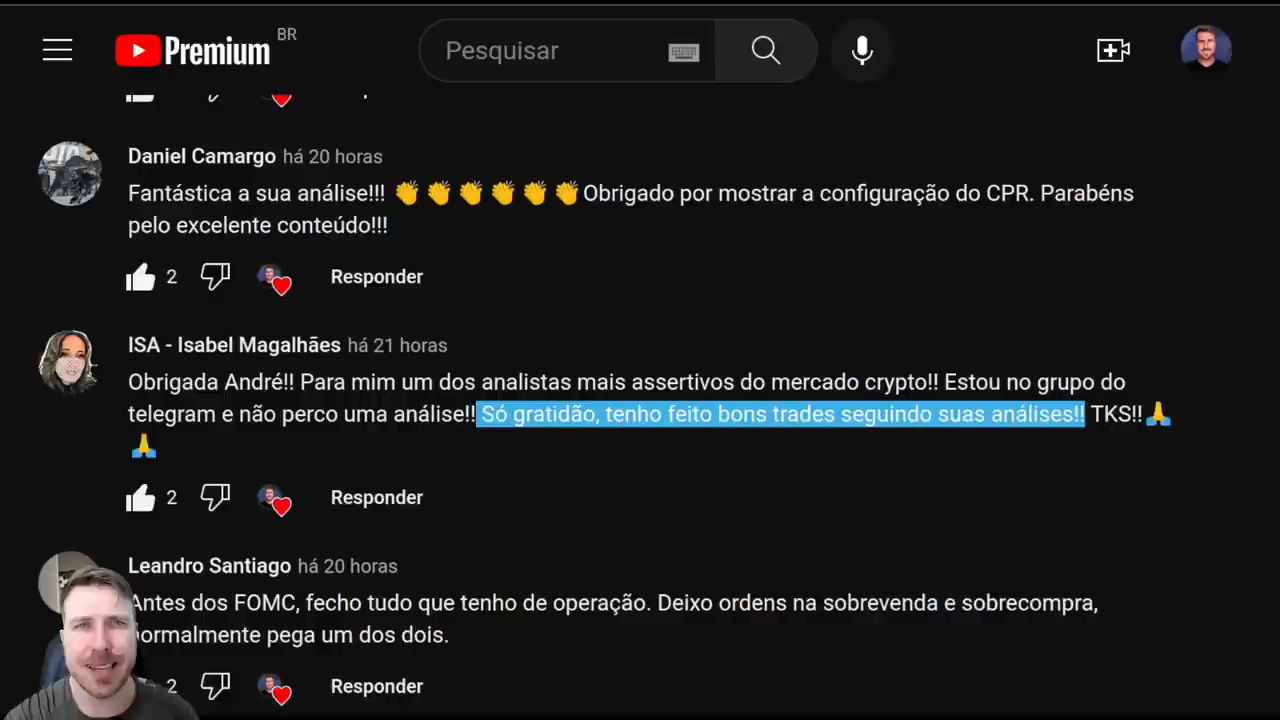 Premium BR
Pesquisar
Daniel Camargo há 20 horas
Fantástica a sua análise!!! 👏👏👏👏👏👏Obrigado por mostrar a configuração do CPR. Parabéns
pelo excelente conteúdo!!!
2 Responder
ISA - Isabel Magalhães há 21 horas
Obrigada André!! Para mim um dos analistas mais assertivos do mercado crypto!! Estou no grupo do
telegram e não perco uma análise!! Só gratidão, tenho feito bons trades seguindo suas análises!! TKS!!🙏
🙏
2 Responder
Leandro Santiago há 20 horas
Antes dos FOMC, fecho tudo que tenho de operação. Deixo ordens na sobrevenda e sobrecompra,
normalmente pega um dos dois.
2 Responder